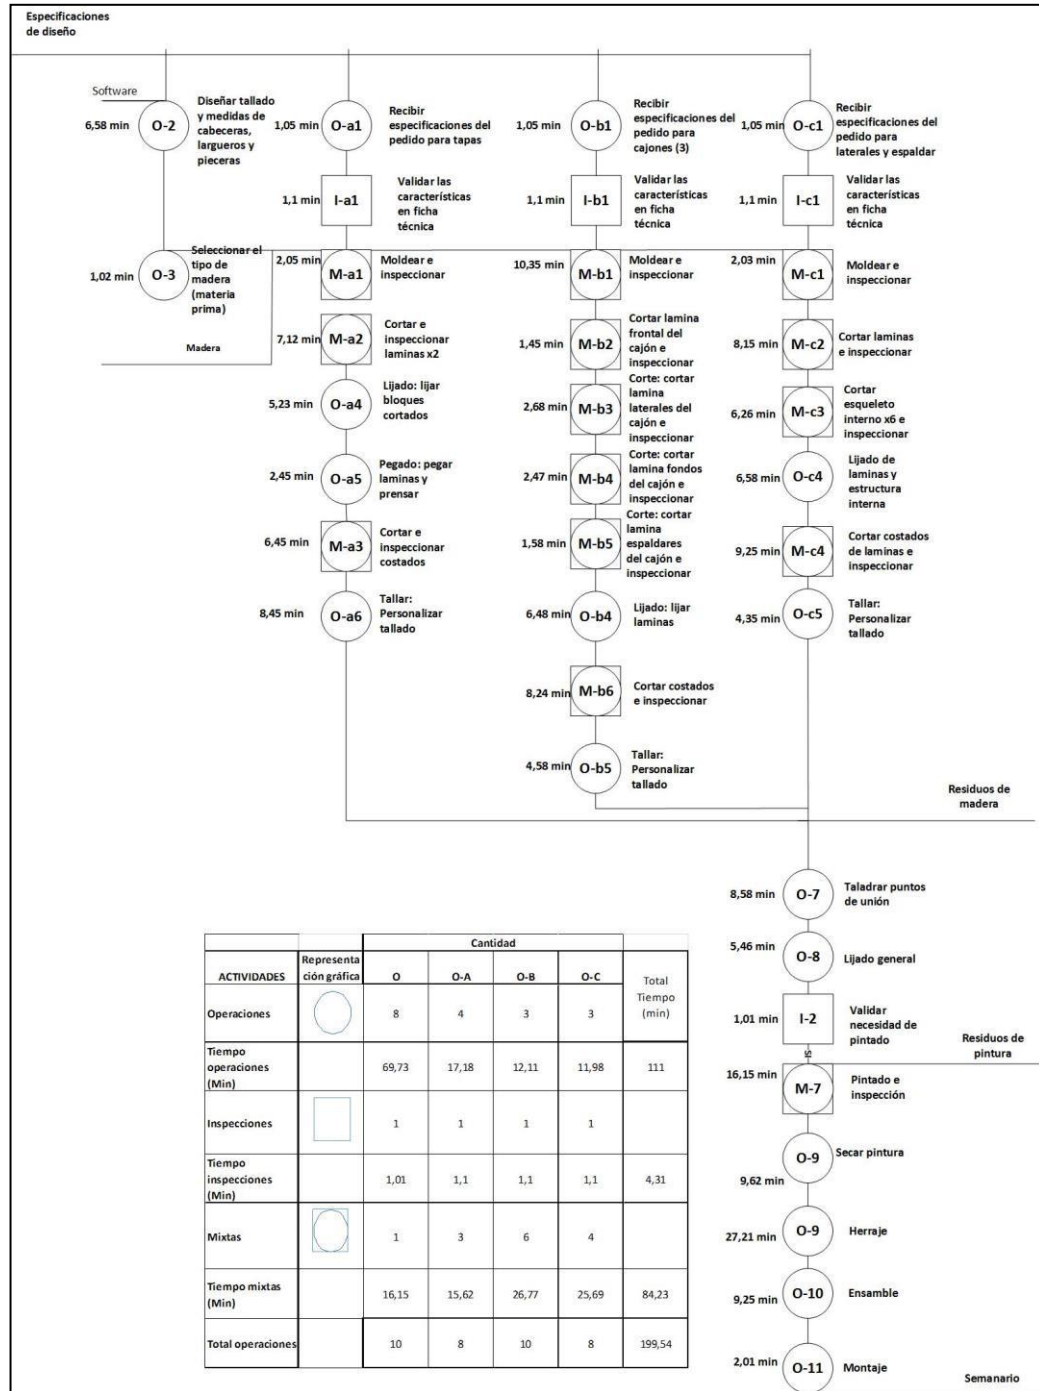 Especificaciones
de diseño
Software
6,58 min
O-2
Diseñar tallado
y medidas de
cabeceras,
largueros y
pieceras
1,02 min
O-3
Seleccionar el
tipo de
madera
(materia
prima)
Madera
1,05 min
O-a1
Recibir
especificaciones del
pedido para tapas
1,1 min
I-a1
Validar las
características
en ficha
técnica
2,05 min
M-a1
Moldear e
inspeccionar
7,12 min
M-a2
Cortar e
inspeccionar
laminas x2
5,23 min
O-a4
Lijado: lijar
bloques
cortados
2,45 min
O-a5
Pegado: pegar
laminas y
prensar
6,45 min
M-a3
Cortar e
inspeccionar
costados
8,45 min
O-a6
Tallar:
Personalizar
tallado
1,05 min
O-b1
Recibir
especificaciones
del pedido para
cajones (3)
1,1 min
I-b1
Validar las
características
en ficha
técnica
10,35 min
M-b1
Moldear e
inspeccionar
1,45 min
M-b2
Cortar lamina
frontal del
cajón e
inspeccionar
2,68 min
M-b3
Corte: cortar
lamina
laterales del
cajón e
inspeccionar
2,47 min
M-b4
Corte: cortar
lamina fondos
del cajón e
inspeccionar
1,58 min
M-b5
Corte: cortar
lamina
espaldares
del cajón e
inspeccionar
6,48 min
O-b4
Lijado: lijar
laminas
8,24 min
M-b6
Cortar costados
e inspeccionar
4,58 min
O-b5
Tallar:
Personalizar
tallado
1,05 min
O-c1
Recibir
especificaciones del
pedido para
laterales y espaldar
1,1 min
I-c1
Validar las
características
en ficha
técnica
2,03 min
M-c1
Moldear e
inspeccionar
8,15 min
M-c2
Cortar laminas
e inspeccionar
6,26 min
M-c3
Cortar
esqueleto
interno x6 e
inspeccionar
6,58 min
O-c4
Lijado de
laminas y
estructura
interna
9,25 min
M-c4
Cortar costados
de laminas e
inspeccionar
4,35 min
O-c5
Tallar:
Personalizar
tallado
Residuos de
madera
8,58 min
O-7
Taladrar puntos
de unión
5,46 min
O-8
Lijado general
1,01 min
I-2
Validar
necesidad de
pintado
Residuos de
pintura
16,15 min
M-7
Pintado e
inspección
9,62 min
O-9
Secar pintura
27,21 min
O-9
Herraje
9,25 min
O-10
Ensamble
2,01 min
O-11
Montaje
Semanario
Cantidad
ACTIVIDADES Representa O O-A O-B O-C Total
ción gráfica Tiempo
(min)
Operaciones 8 4 3 3
Tiempo
operaciones 69,73 17,18 12,11 11,98 111
(Min)
Inspecciones 1 1 1 1
Tiempo
inspecciones 1,01 1,1 1,1 1,1 4,31
(Min)
Mixtas 1 3 6 4
Tiempo mixtas 16,15 15,62 26,77 25,69 84,23
(Min)
Total operaciones 10 8 10 8 199,54